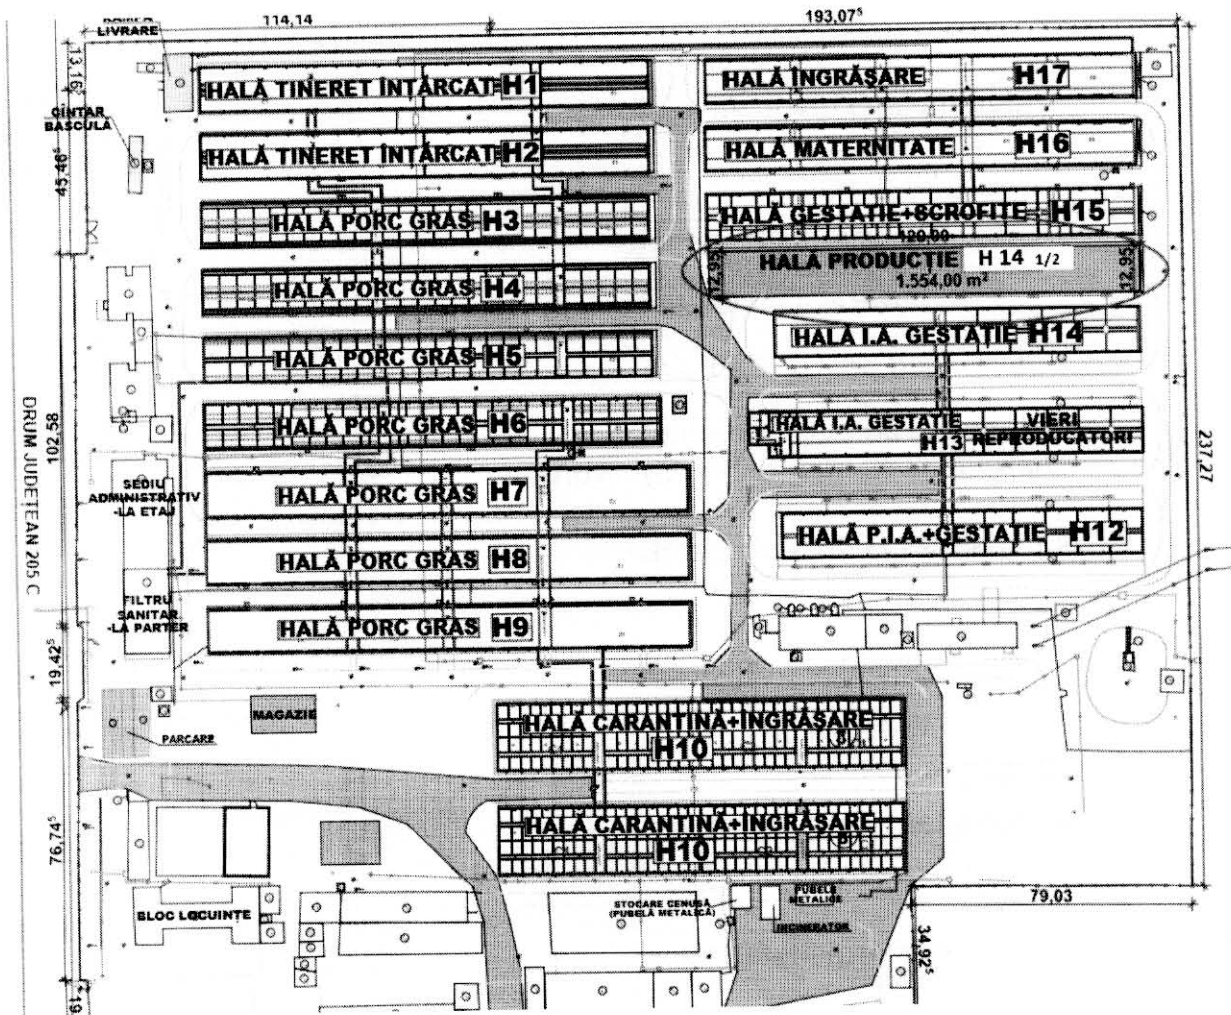 114,14
193,07⁵
LIVRARE
13,16
HALĂ TINERET ÎNTĂRCAT H1
HALĂ ÎNGRĂȘARE H17
CÎNTAR
BASCULĂ
45,46⁵
HALĂ TINERET ÎNTĂRCAT H2
HALĂ MATERNITATE H16
HALĂ PORC GRAS H3
HALĂ GESTAȚIE+SCROFIȚE H15
120,00
HALĂ PRODUCȚIE H 14 1/2
12,95
12,95
1.554,00 m²
HALĂ PORC GRAS H4
HALĂ I.A. GESTAȚIE H14
HALĂ PORC GRAS H5
DRUM JUDEȚEAN 205 C
102,58
HALĂ PORC GRAS H6
HALĂ I.A. GESTAȚIE
H13
VIERI
REPRODUCĂTORI
237,27
SEDIU
ADMINISTRATIV
-LA ETAJ
HALĂ PORC GRAS H7
HALĂ P.I.A.+GESTAȚIE H12
HALĂ PORC GRAS H8
FILTRU
SANITAR
-LA PARTER
HALĂ PORC GRAS H9
19,42⁵
MAGAZIE
PARCARE
HALĂ CARANTINĂ+ÎNGRĂȘARE
H10
76,74⁵
HALĂ CARANTINĂ+ÎNGRĂȘARE
H10
79,03
BLOC LOCUINȚE
STOCARE CENUȘĂ
(PUBELĂ METALICĂ)
PUBELE
METALICE
INCINERATOR
34,92⁵